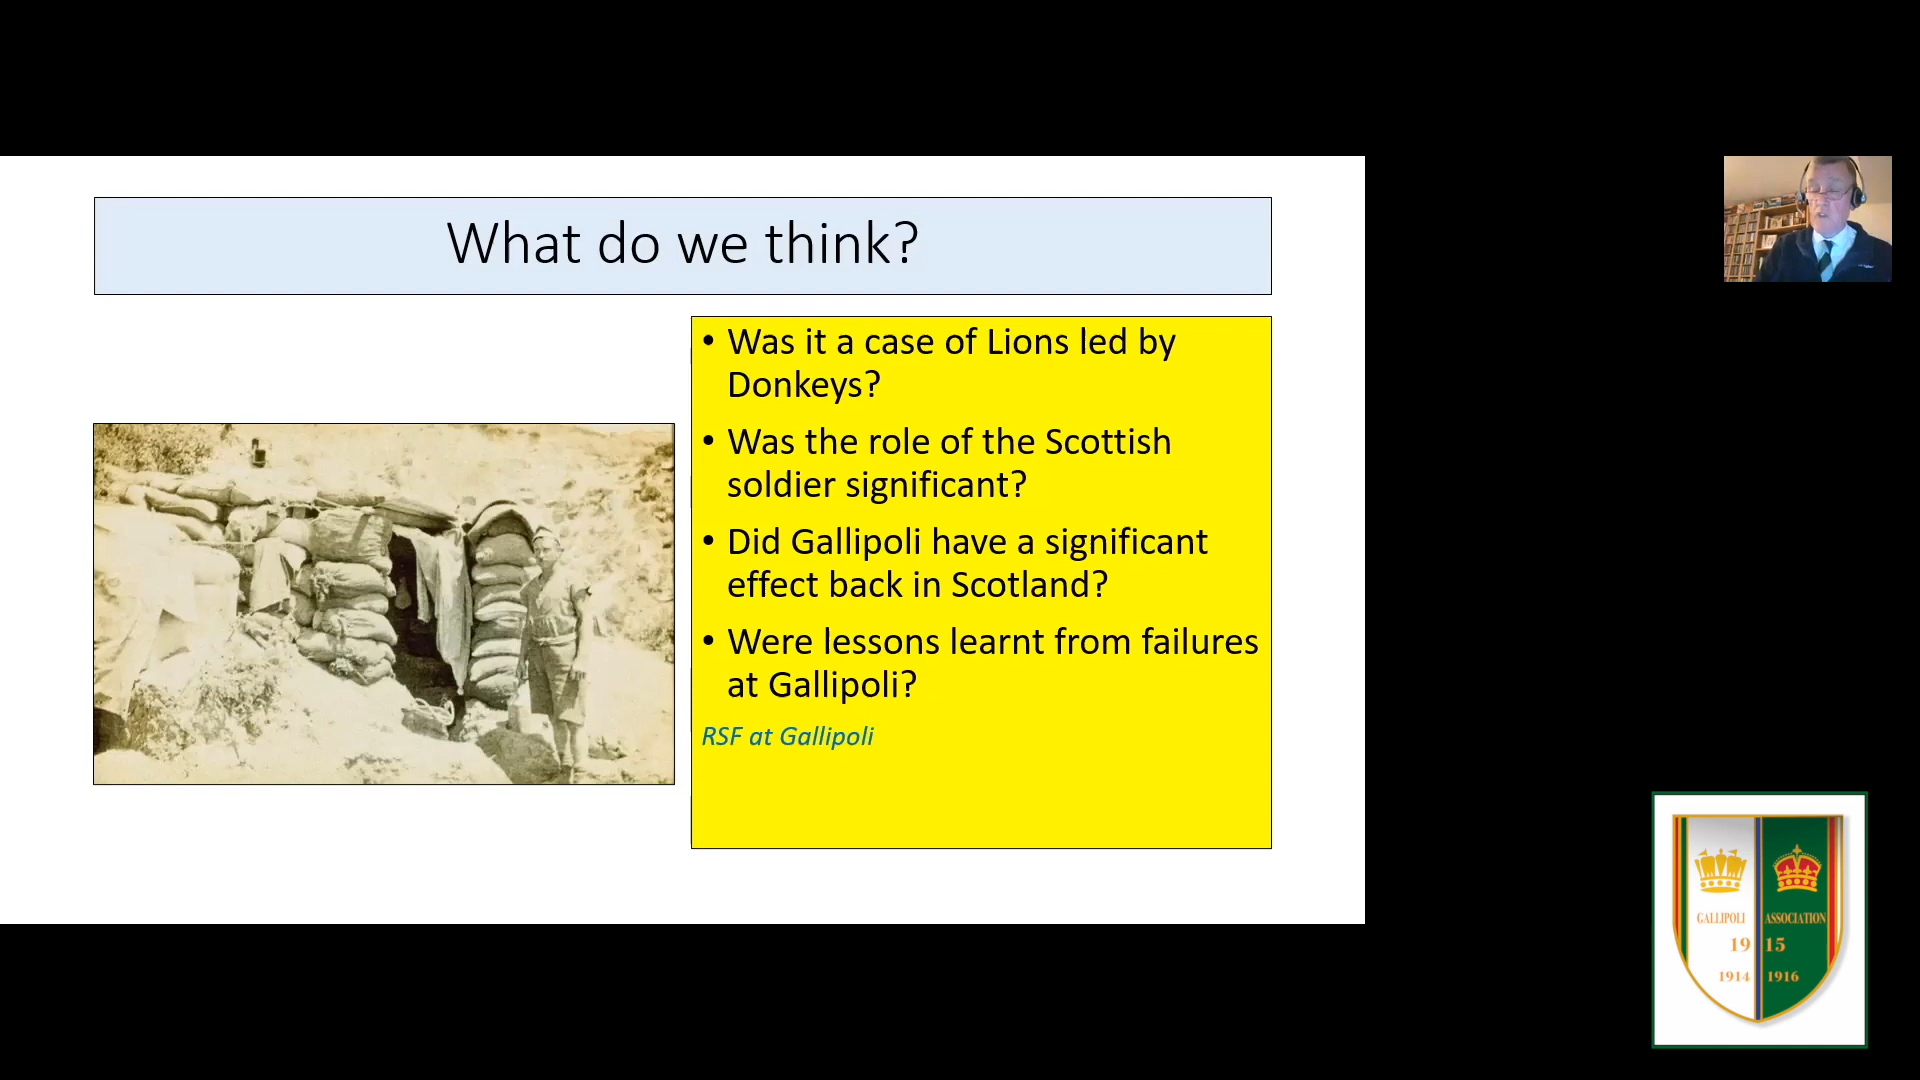 What do we think?
• Was it a case of Lions led by
Donkeys?
• Was the role of the Scottish
soldier significant?
• Did Gallipoli have a significant
effect back in Scotland?
• Were lessons learnt from failures
at Gallipoli?
RSF at Gallipoli
GALLIPOLI ASSOCIATION
19 15
1914 1916